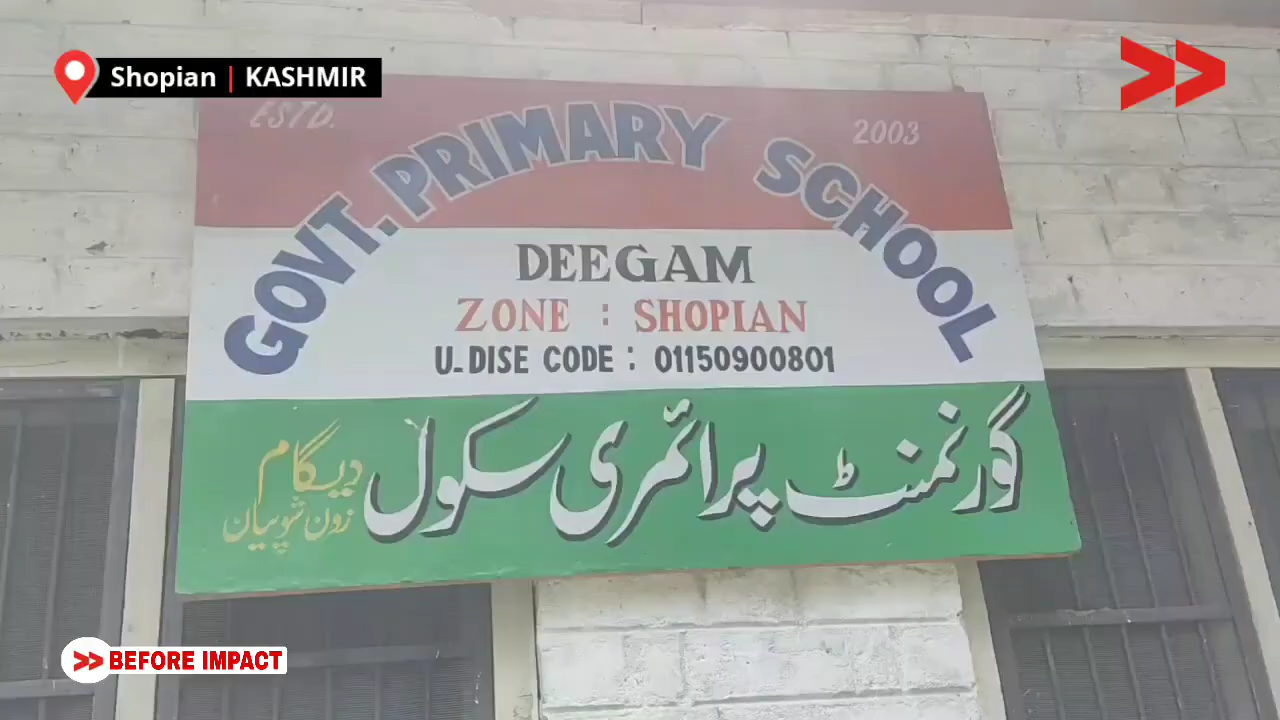 Shopian | KASHMIR
ESTD. 2003
GOVT. PRIMARY SCHOOL
DEEGAM
ZONE : SHOPIAN
U-DISE CODE : 01150900801
گورنمنٹ پرائمری سکول
دیگام
زون شوپیان
BEFORE IMPACT